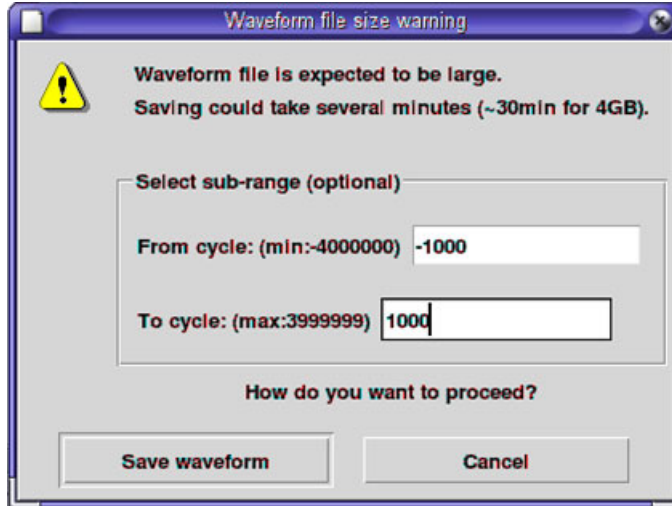 Waveform file size warning
Waveform file is expected to be large.
Saving could take several minutes (~30min for 4GB).
Select sub-range (optional)
From cycle: (min:-4000000) -1000
To cycle: (max:3999999) 1000
How do you want to proceed?
Save waveform Cancel